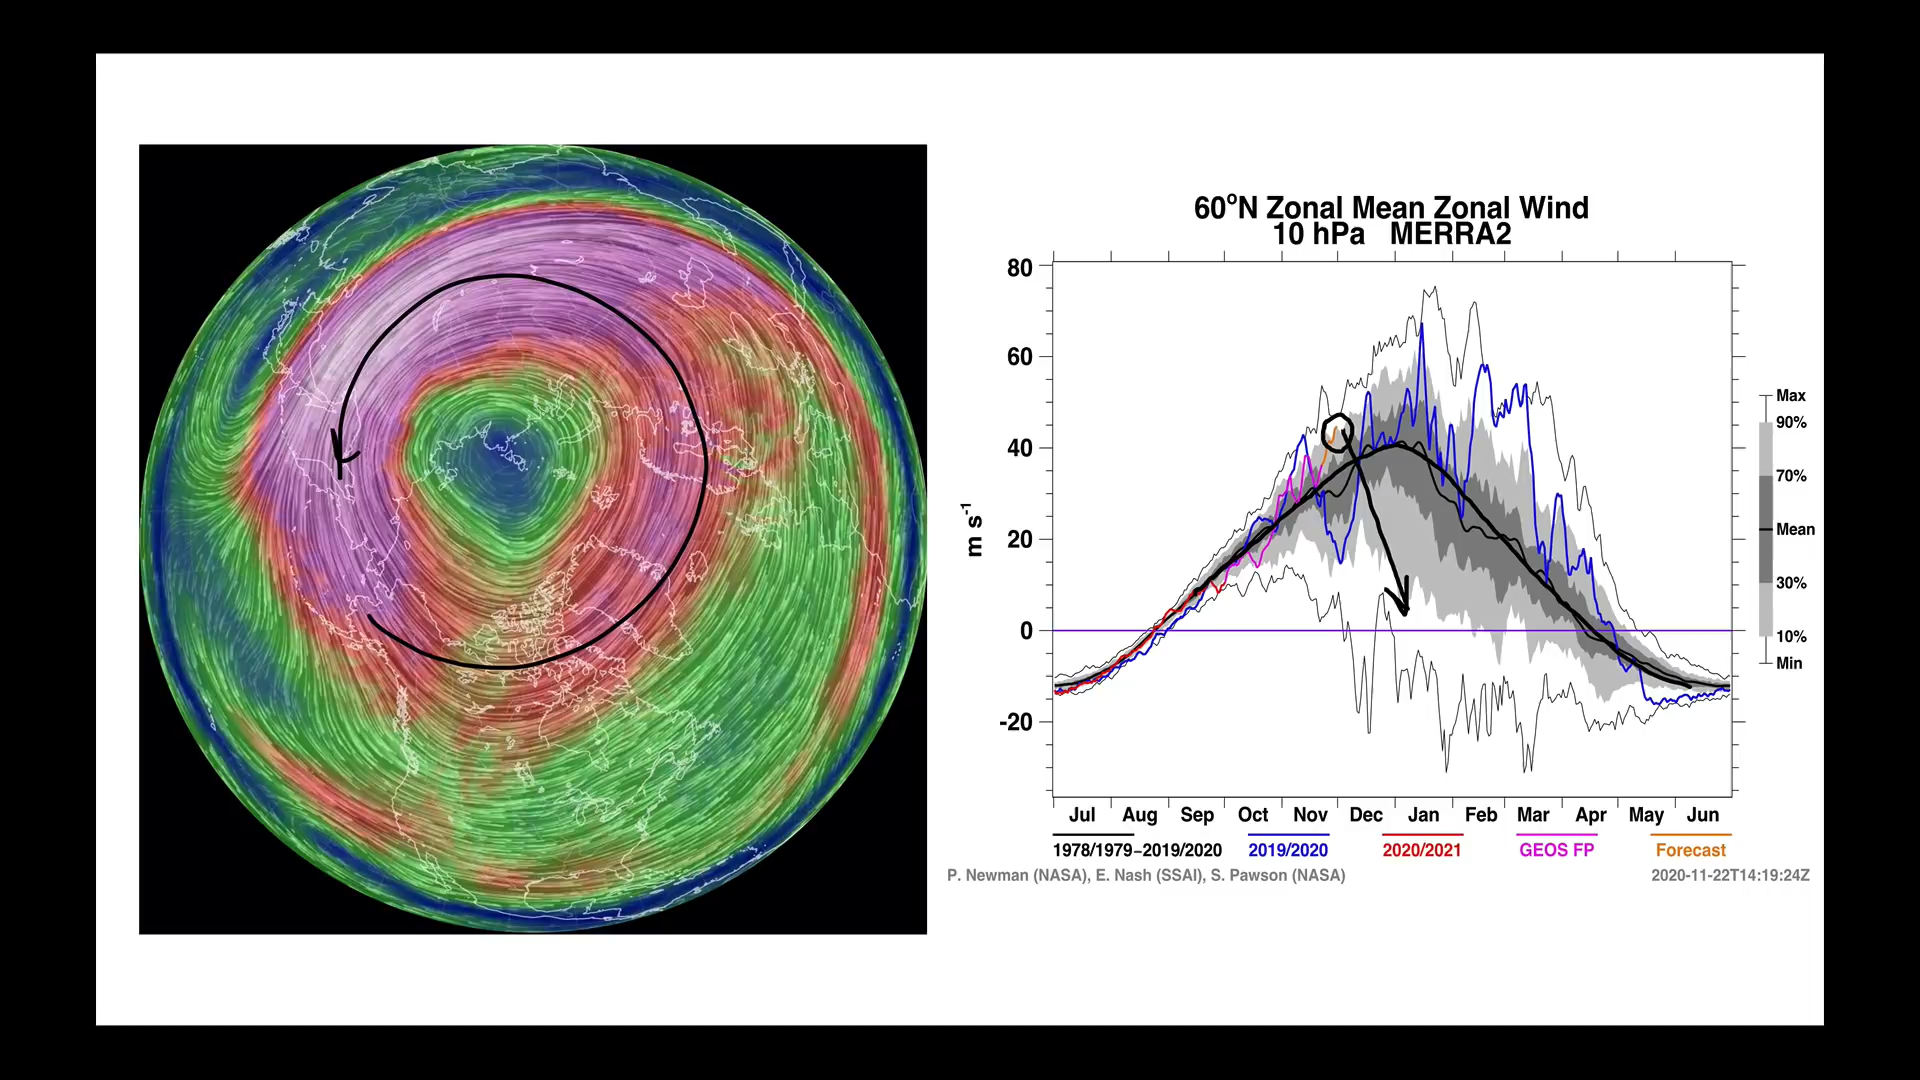 60°N Zonal Mean Zonal Wind
10 hPa MERRA2
80
60
40
20
0
-20
m s-1
Jul Aug Sep Oct Nov Dec Jan Feb Mar Apr May Jun
1978/1979-2019/2020 2019/2020 2020/2021 GEOS FP Forecast
P. Newman (NASA), E. Nash (SSAI), S. Pawson (NASA) 2020-11-22T14:19:24Z
Max
90%
70%
Mean
30%
10%
Min